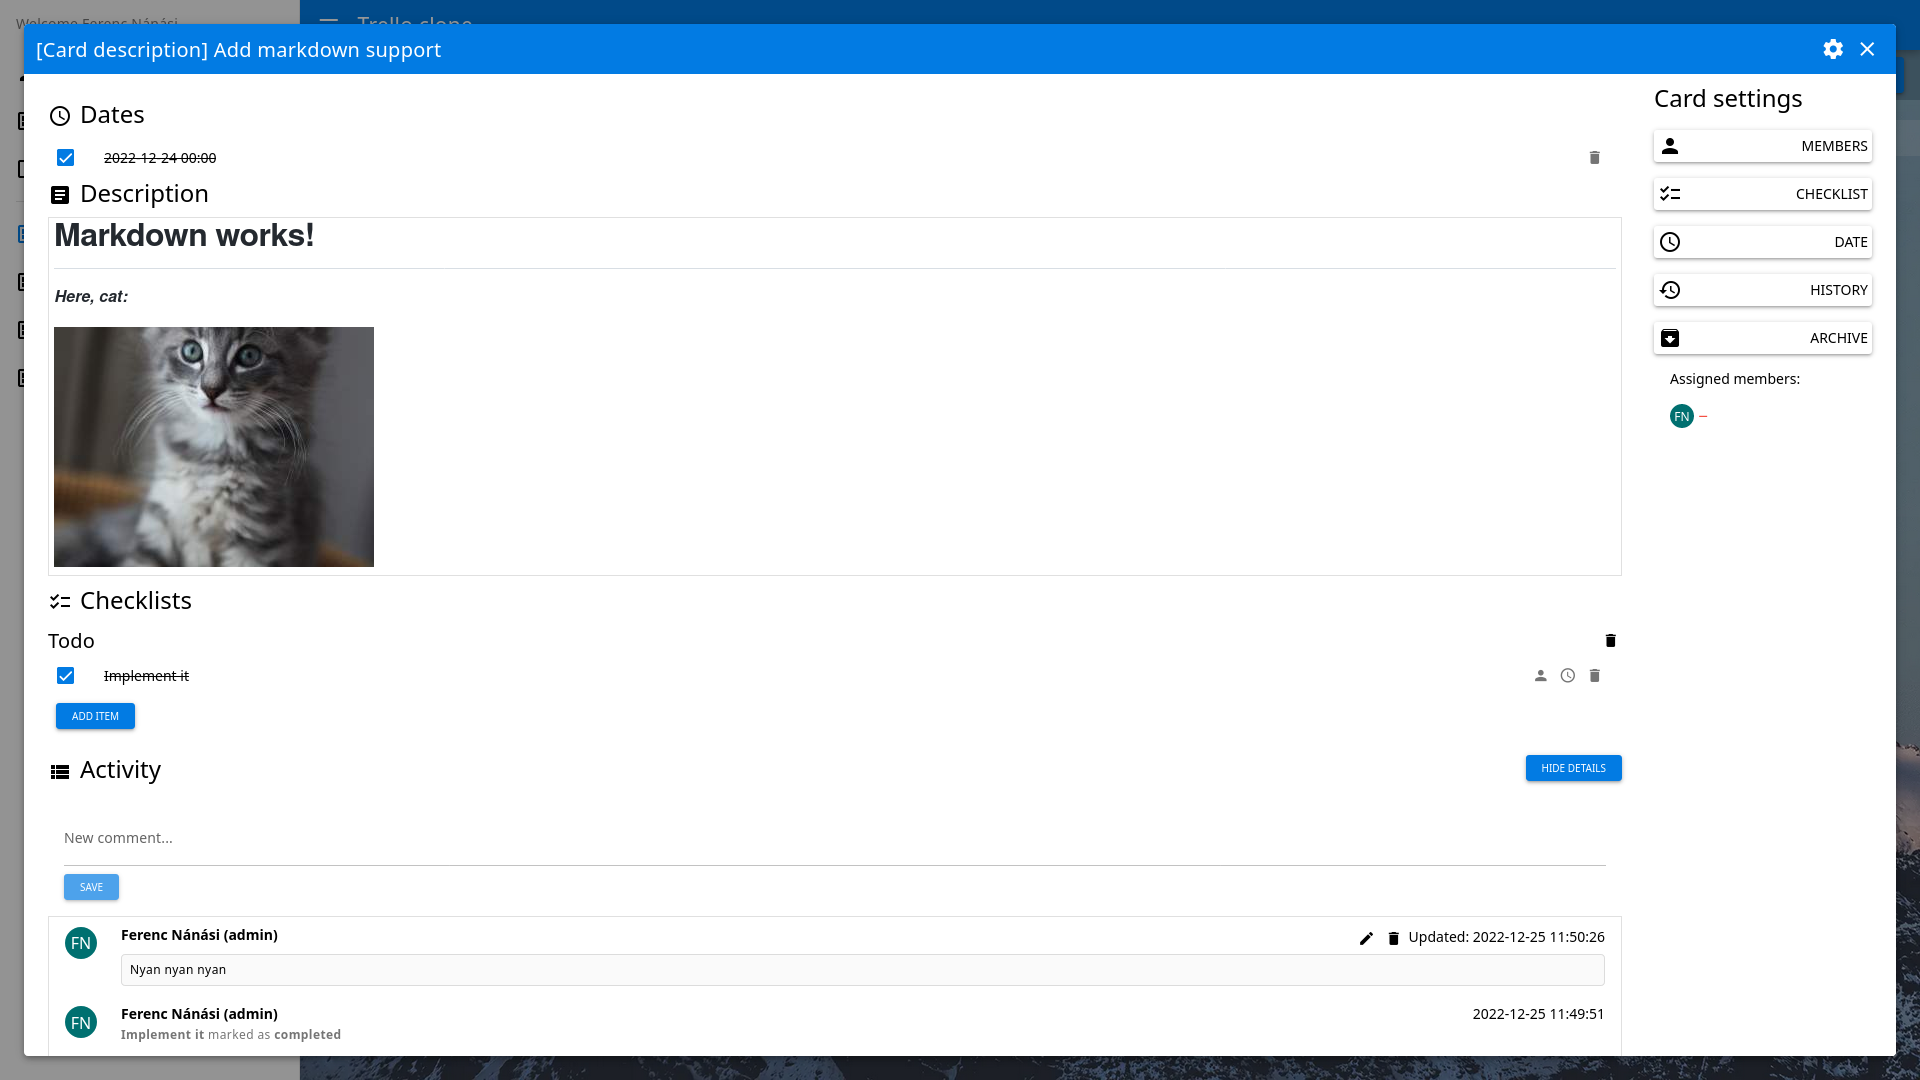 Welcome Ferenc Nánási
Trello clone
[Card description] Add markdown support
Dates
2022-12-24 00:00
Description
Markdown works!
Here, cat:
Checklists
Todo
Implement it
ADD ITEM
Activity
HIDE DETAILS
New comment...
SAVE
FN
Ferenc Nánási (admin)
Updated: 2022-12-25 11:50:26
Nyan nyan nyan
FN
Ferenc Nánási (admin)
2022-12-25 11:49:51
Implement it marked as completed
Card settings
MEMBERS
CHECKLIST
DATE
HISTORY
ARCHIVE
Assigned members:
FN